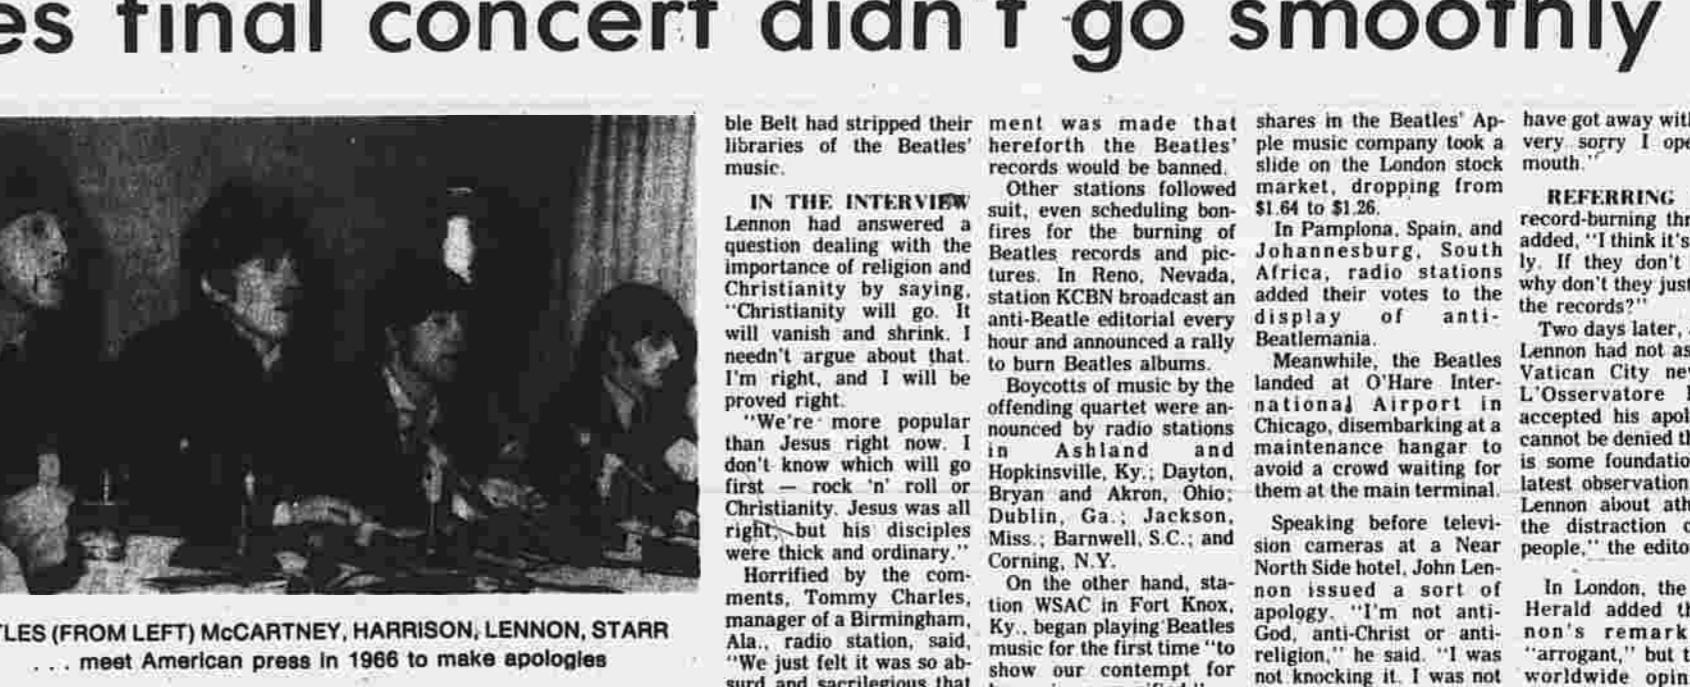 es final concert didn't go smoothly
TLES (FROM LEFT) McCARTNEY, HARRISON, LENNON, STARR
. . . meet American press in 1966 to make apologies
ble Belt had stripped their
libraries of the Beatles'
music.
IN THE INTERVIEW
Lennon had answered a
question dealing with the
importance of religion and
Christianity by saying,
"Christianity will go. It
will vanish and shrink. I
needn't argue about that.
I'm right, and I will be
proved right.
"We're more popular
than Jesus right now. I
don't know which will go
first — rock 'n' roll or
Christianity. Jesus was all
right, but his disciples
were thick and ordinary."
Horrified by the com-
ments, Tommy Charles,
manager of a Birmingham,
Ala., radio station, said,
"We just felt it was so ab-
surd and sacrilegious that
ment was made that
hereforth the Beatles'
records would be banned.
Other stations followed
suit, even scheduling bon-
fires for the burning of
Beatles records and pic-
tures. In Reno, Nevada,
station KCBN broadcast an
anti-Beatle editorial every
hour and announced a rally
to burn Beatles albums.
Boycotts of music by the
offending quartet were an-
nounced by radio stations
in Ashland and
Hopkinsville, Ky.; Dayton,
Bryan and Akron, Ohio;
Dublin, Ga.; Jackson,
Miss.; Barnwell, S.C.; and
Corning, N.Y.
On the other hand, sta-
tion WSAC in Fort Knox,
Ky., began playing Beatles
music for the first time "to
show our contempt for
shares in the Beatles' Ap-
ple music company took a
slide on the London stock
market, dropping from
$1.64 to $1.26.
In Pamplona, Spain, and
Johannesburg, South
Africa, radio stations
added their votes to the
display of anti-
Beatlemania.
Meanwhile, the Beatles
landed at O'Hare Inter-
national Airport in
Chicago, disembarking at a
maintenance hangar to
avoid a crowd waiting for
them at the main terminal.
Speaking before televi-
sion cameras at a Near
North Side hotel, John Len-
non issued a sort of
apology. "I'm not anti-
God, anti-Christ or anti-
religion," he said. "I was
not knocking it. I was not
have got away wit
very sorry I ope
mouth."
REFERRING
record-burning thr
added, "I think it's
ly. If they don't
why don't they just
the records?"
Two days later,
Lennon had not as
Vatican City ne
L'Osservatore
accepted his apol
cannot be denied th
is some foundatio
latest observation
Lennon about ath
the distraction
people," the edito
In London, the
Herald added th
non's remark
"arrogant," but t
worldwide opin